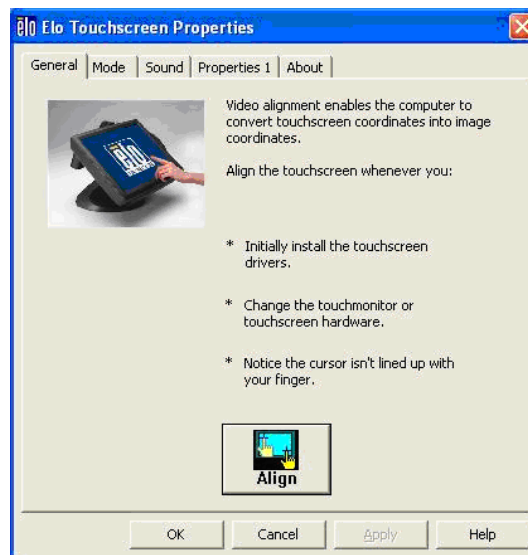 elo Elo Touchscreen Properties
General Mode Sound Properties 1 About
elo
Video alignment enables the computer to
convert touchscreen coordinates into image
coordinates.
Align the touchscreen whenever you:
* Initially install the touchscreen
drivers.
* Change the touchmonitor or
touchscreen hardware.
* Notice the cursor isn't lined up with
your finger.
Align
OK Cancel Apply Help